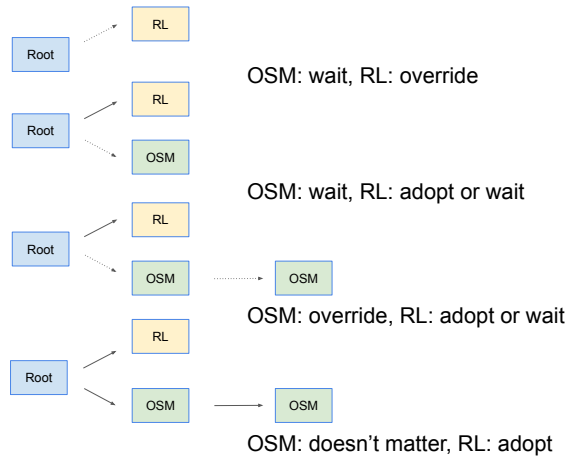 RL
Root
OSM: wait, RL: override
RL
Root
OSM
OSM: wait, RL: adopt or wait
RL
Root
OSM OSM
OSM: override, RL: adopt or wait
RL
Root
OSM OSM
OSM: doesn’t matter, RL: adopt